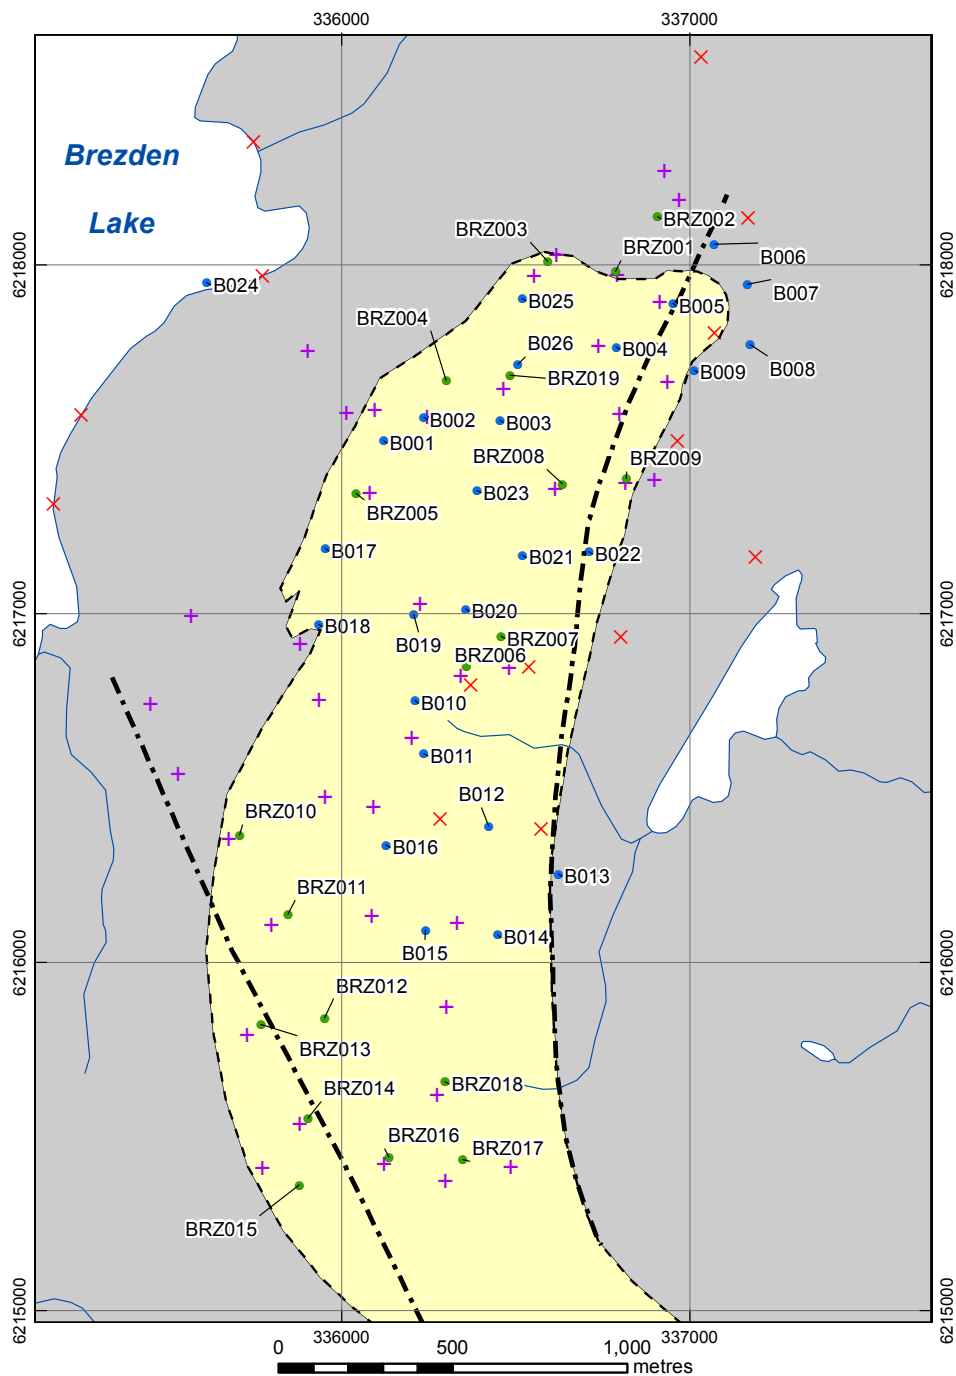 336000
337000
Brezden
Lake
BRZ002
BRZ003
BRZ001
B006
6218000
6218000
B024
B007
B025
B005
BRZ004
B026
B004
B008
B009
BRZ019
B002
B003
B001
BRZ008
BRZ009
B023
BRZ005
B017
B021
B022
6217000
6217000
B020
B018
B019
BRZ007
BRZ006
B010
B011
B012
BRZ010
B016
B013
BRZ011
B014
B015
6216000
6216000
BRZ012
BRZ013
BRZ018
BRZ014
BRZ016
BRZ017
BRZ015
6215000
6215000
336000
337000
0
500
1,000
metres